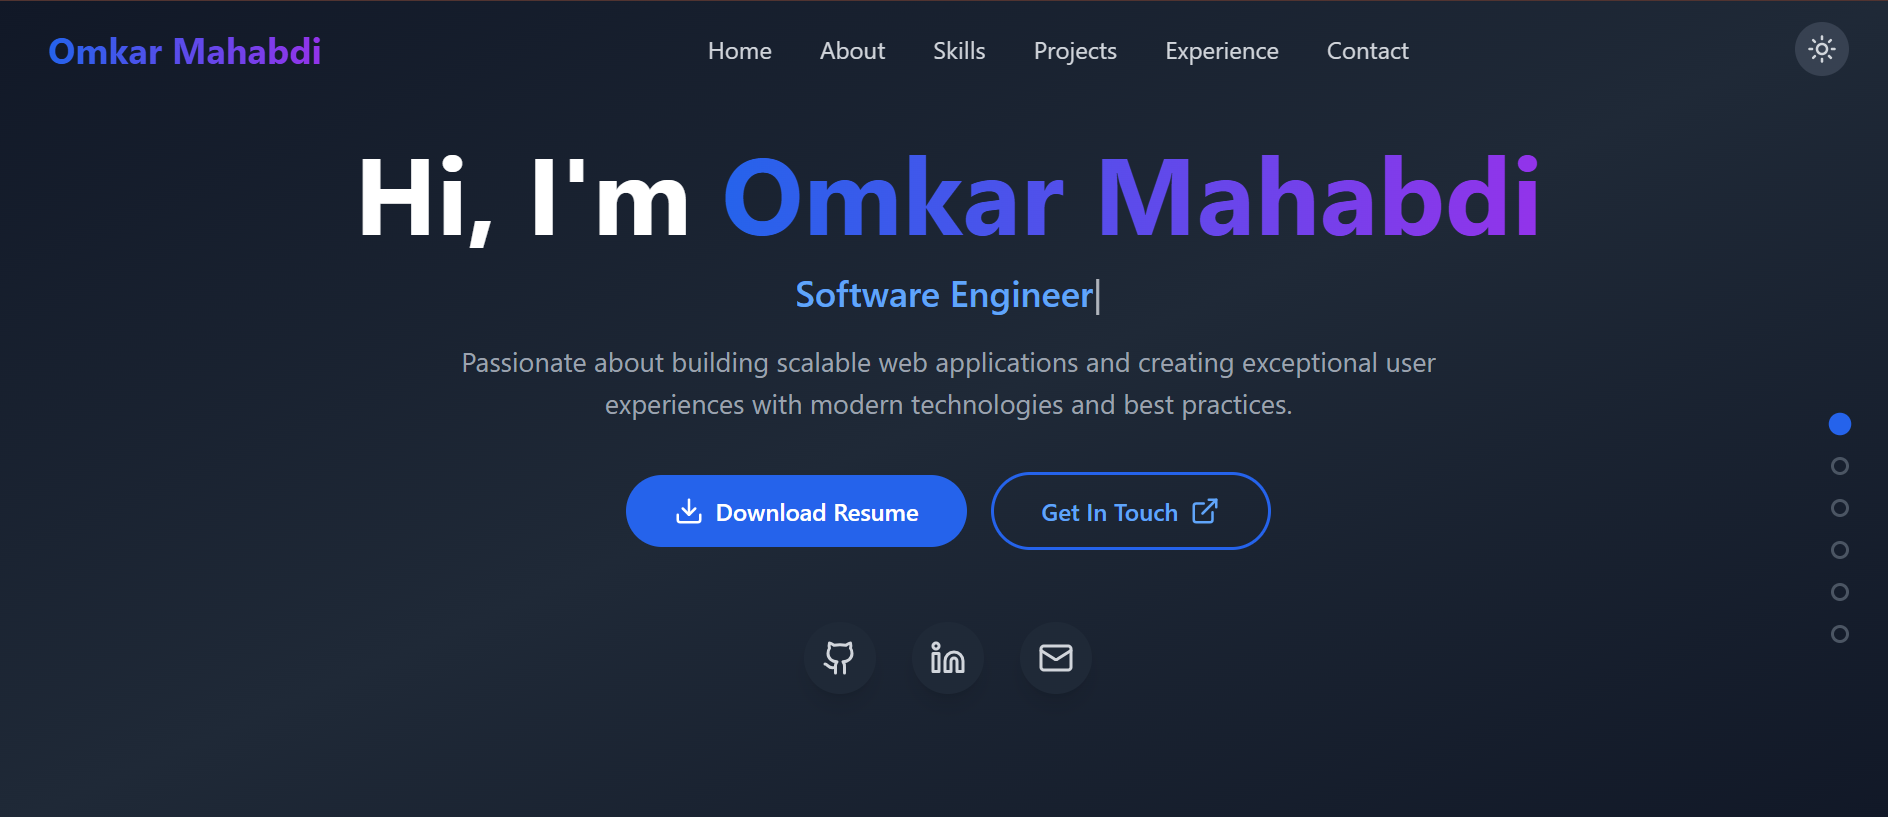 Omkar Mahabdi
Home About Skills Projects Experience Contact
Hi, I'm Omkar Mahabdi
Software Engineer|
Passionate about building scalable web applications and creating exceptional user
experiences with modern technologies and best practices.
Download Resume
Get In Touch